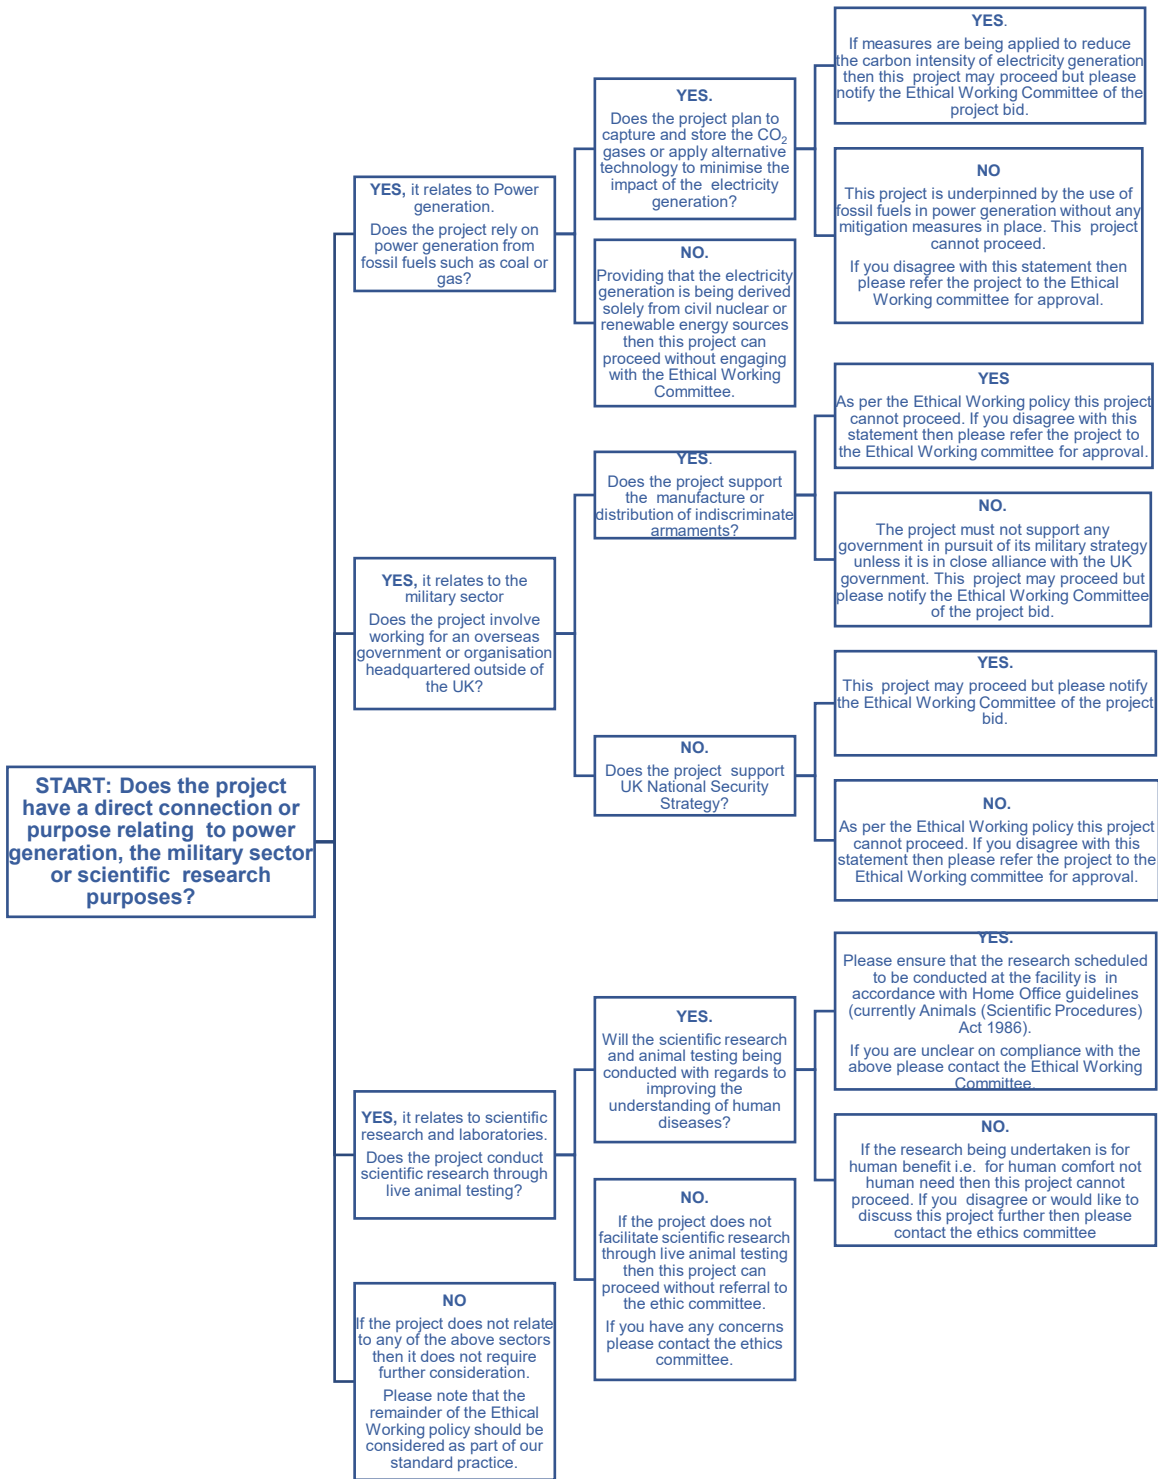 START: Does the project
have a direct connection or
purpose relating to power
generation, the military sector
or scientific research
purposes?
YES, it relates to Power
generation.
Does the project rely on
power generation from
fossil fuels such as coal or
gas?
YES.
Does the project plan to
capture and store the CO₂
gases or apply alternative
technology to minimise the
impact of the electricity
generation?
YES.
If measures are being applied to reduce
the carbon intensity of electricity generation
then this project may proceed but please
notify the Ethical Working Committee of the
project bid.
NO
This project is underpinned by the use of
fossil fuels in power generation without any
mitigation measures in place. This project
cannot proceed.
If you disagree with this statement then
please refer the project to the Ethical
Working committee for approval.
NO.
Providing that the electricity
generation is being derived
solely from civil nuclear or
renewable energy sources
then this project can
proceed without engaging
with the Ethical Working
Committee.
YES, it relates to the
military sector
Does the project involve
working for an overseas
government or organisation
headquartered outside of
the UK?
YES.
Does the project support
the manufacture or
distribution of indiscriminate
armaments?
YES
As per the Ethical Working policy this project
cannot proceed. If you disagree with this
statement then please refer the project to
the Ethical Working committee for approval.
NO.
The project must not support any
government in pursuit of its military strategy
unless it is in close alliance with the UK
government. This project may proceed but
please notify the Ethical Working Committee
of the project bid.
NO.
Does the project support
UK National Security
Strategy?
YES.
This project may proceed but please notify
the Ethical Working Committee of the project
bid.
NO.
As per the Ethical Working policy this project
cannot proceed. If you disagree with this
statement then please refer the project to the
Ethical Working committee for approval.
YES, it relates to scientific
research and laboratories.
Does the project conduct
scientific research through
live animal testing?
YES.
Will the scientific research
and animal testing being
conducted with regards to
improving the
understanding of human
diseases?
YES.
Please ensure that the research scheduled
to be conducted at the facility is in
accordance with Home Office guidelines
(currently Animals (Scientific Procedures)
Act 1986).
If you are unclear on compliance with the
above please contact the Ethical Working
Committee.
NO.
If the research being undertaken is for
human benefit i.e. for human comfort not
human need then this project cannot
proceed. If you disagree or would like to
discuss this project further then please
contact the ethics committee
NO.
If the project does not
facilitate scientific research
through live animal testing
then this project can
proceed without referral to
the ethic committee.
If you have any concerns
please contact the ethics
committee.
NO
If the project does not relate
to any of the above sectors
then it does not require
further consideration.
Please note that the
remainder of the Ethical
Working policy should be
considered as part of our
standard practice.